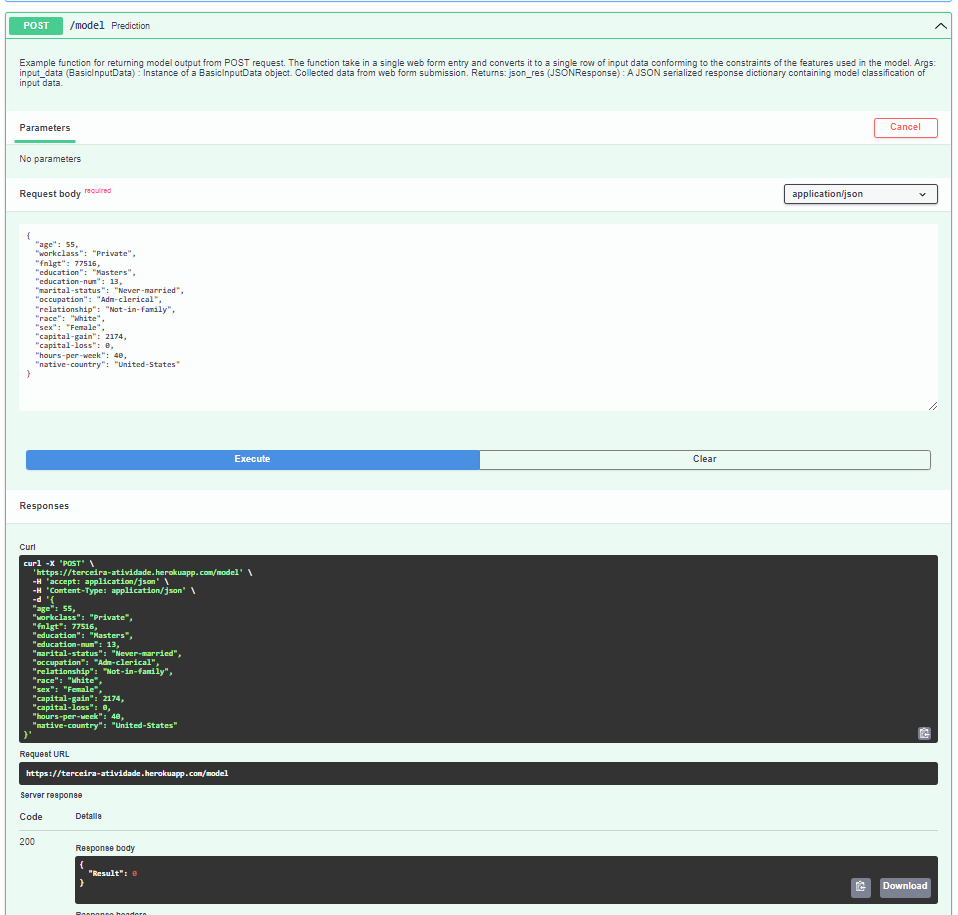 POST /model Prediction
Example function for returning model output from POST request. The function take in a single web form entry and converts it to a single row of input data conforming to the constraints of the features used in the model. Args:
input_data (BasicInputData) : Instance of a BasicInputData object. Collected data from web form submission. Returns: json_res (JSONResponse) : A JSON serialized response dictionary containing model classification of
input data.
Parameters
Cancel
No parameters
Request body required
application/json
{
"age": 55,
"workclass": "Private",
"fnlgt": 77516,
"education": "Masters",
"education-num": 13,
"marital-status": "Never-married",
"occupation": "Adm-clerical",
"relationship": "Not-in-family",
"race": "White",
"sex": "Female",
"capital-gain": 2174,
"capital-loss": 0,
"hours-per-week": 40,
"native-country": "United-States"
}
Execute
Clear
Responses
Curl
curl -X 'POST' \
'https://terceira-atividade.herokuapp.com/model' \
-H 'accept: application/json' \
-H 'Content-Type: application/json' \
-d '{
"age": 55,
"workclass": "Private",
"fnlgt": 77516,
"education": "Masters",
"education-num": 13,
"marital-status": "Never-married",
"occupation": "Adm-clerical",
"relationship": "Not-in-family",
"race": "White",
"sex": "Female",
"capital-gain": 2174,
"capital-loss": 0,
"hours-per-week": 40,
"native-country": "United-States"
}'
Request URL
https://terceira-atividade.herokuapp.com/model
Server response
Code Details
200
Response body
{
"Result": 0
}
Download
Response headers